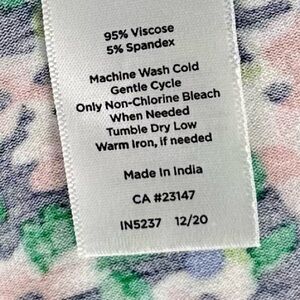 95% Viscose
5% Spandex
Machine Wash Cold
Gentle Cycle
Only Non-Chlorine Bleach
When Needed
Tumble Dry Low
Warm Iron, if needed
Made in India
CA #23147
IN5237 12/20